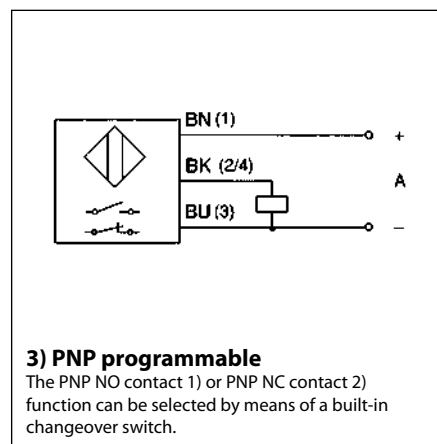 BN (1)
+
BK (2/4)
A
BU (3)
–
3) PNP programmable
The PNP NO contact 1) or PNP NC contact 2)
function can be selected by means of a built-in
changeover switch.